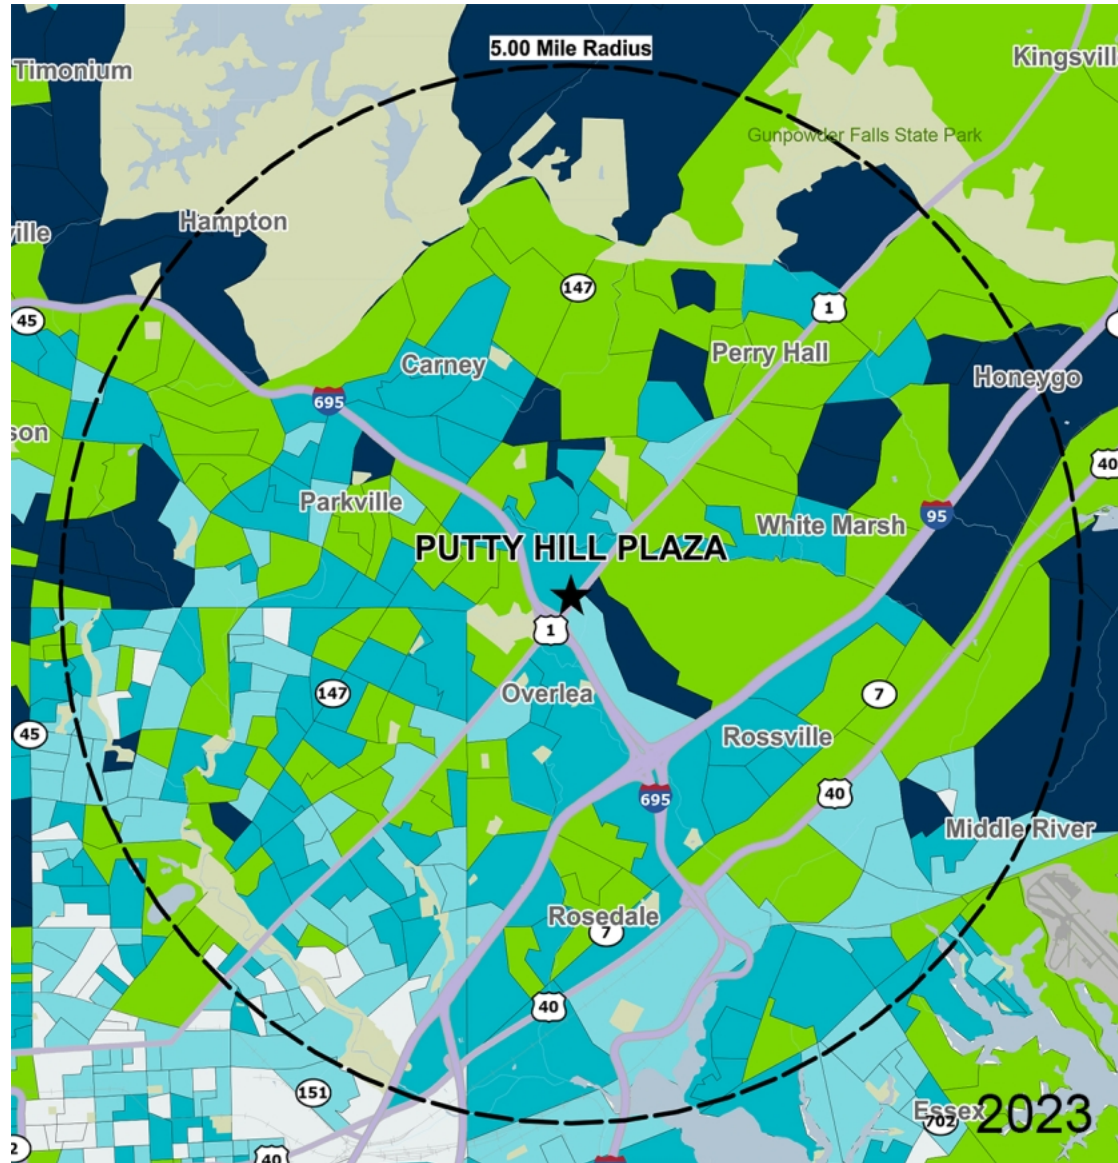 5.00 Mile Radius
Kingsvill
Timonium
Gunpowder Falls State Park
Hampton
ville
147
45
1
Perry Hall
Carney
Honeygo
695
son
40
Parkville
95
White Marsh
PUTTY HILL PLAZA
1
147
Overlea
7
45
Rossville
40
695
Middle River
Rosedale
7
40
151
Essex
702
2023
2
40